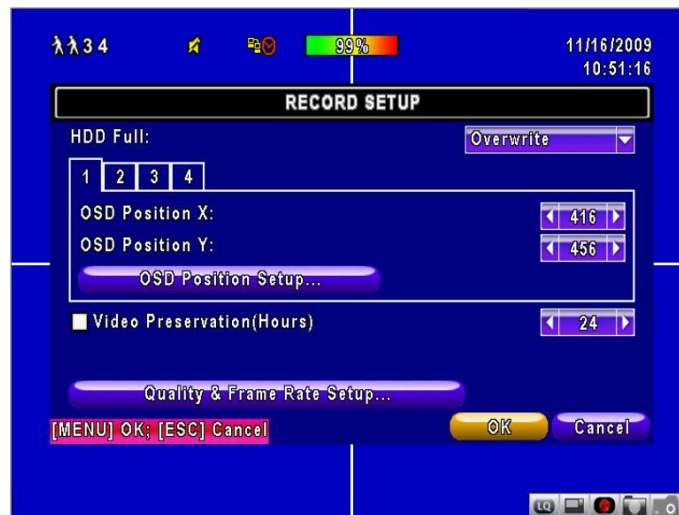 34
99%
11/16/2009
10:51:16
RECORD SETUP
HDD Full:
Overwrite
1 2 3 4
OSD Position X:
416
OSD Position Y:
456
OSD Position Setup...
Video Preservation(Hours)
24
Quality & Frame Rate Setup...
[MENU] OK; [ESC] Cancel
OK
Cancel
LQ